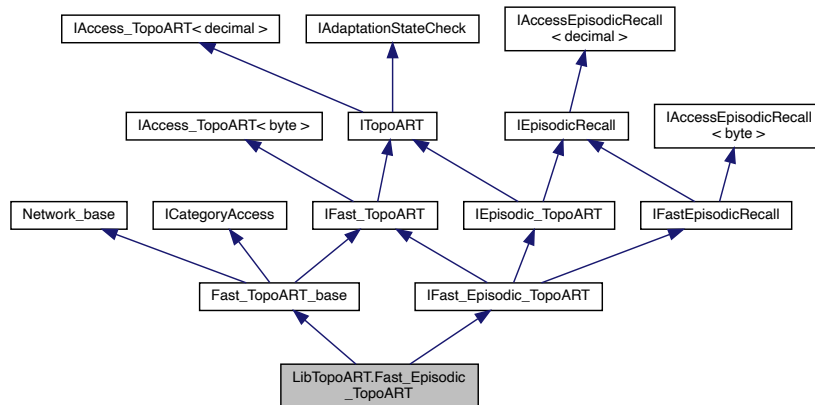 IAccess_TopoART< decimal >
IAdaptationStateCheck
IAccessEpisodicRecall
< decimal >
IAccess_TopoART< byte >
ITopoART
IEpisodicRecall
IAccessEpisodicRecall
< byte >
Network_base
ICategoryAccess
IFast_TopoART
IEpisodic_TopoART
IFastEpisodicRecall
Fast_TopoART_base
IFast_Episodic_TopoART
LibTopoART.Fast_Episodic
_TopoART